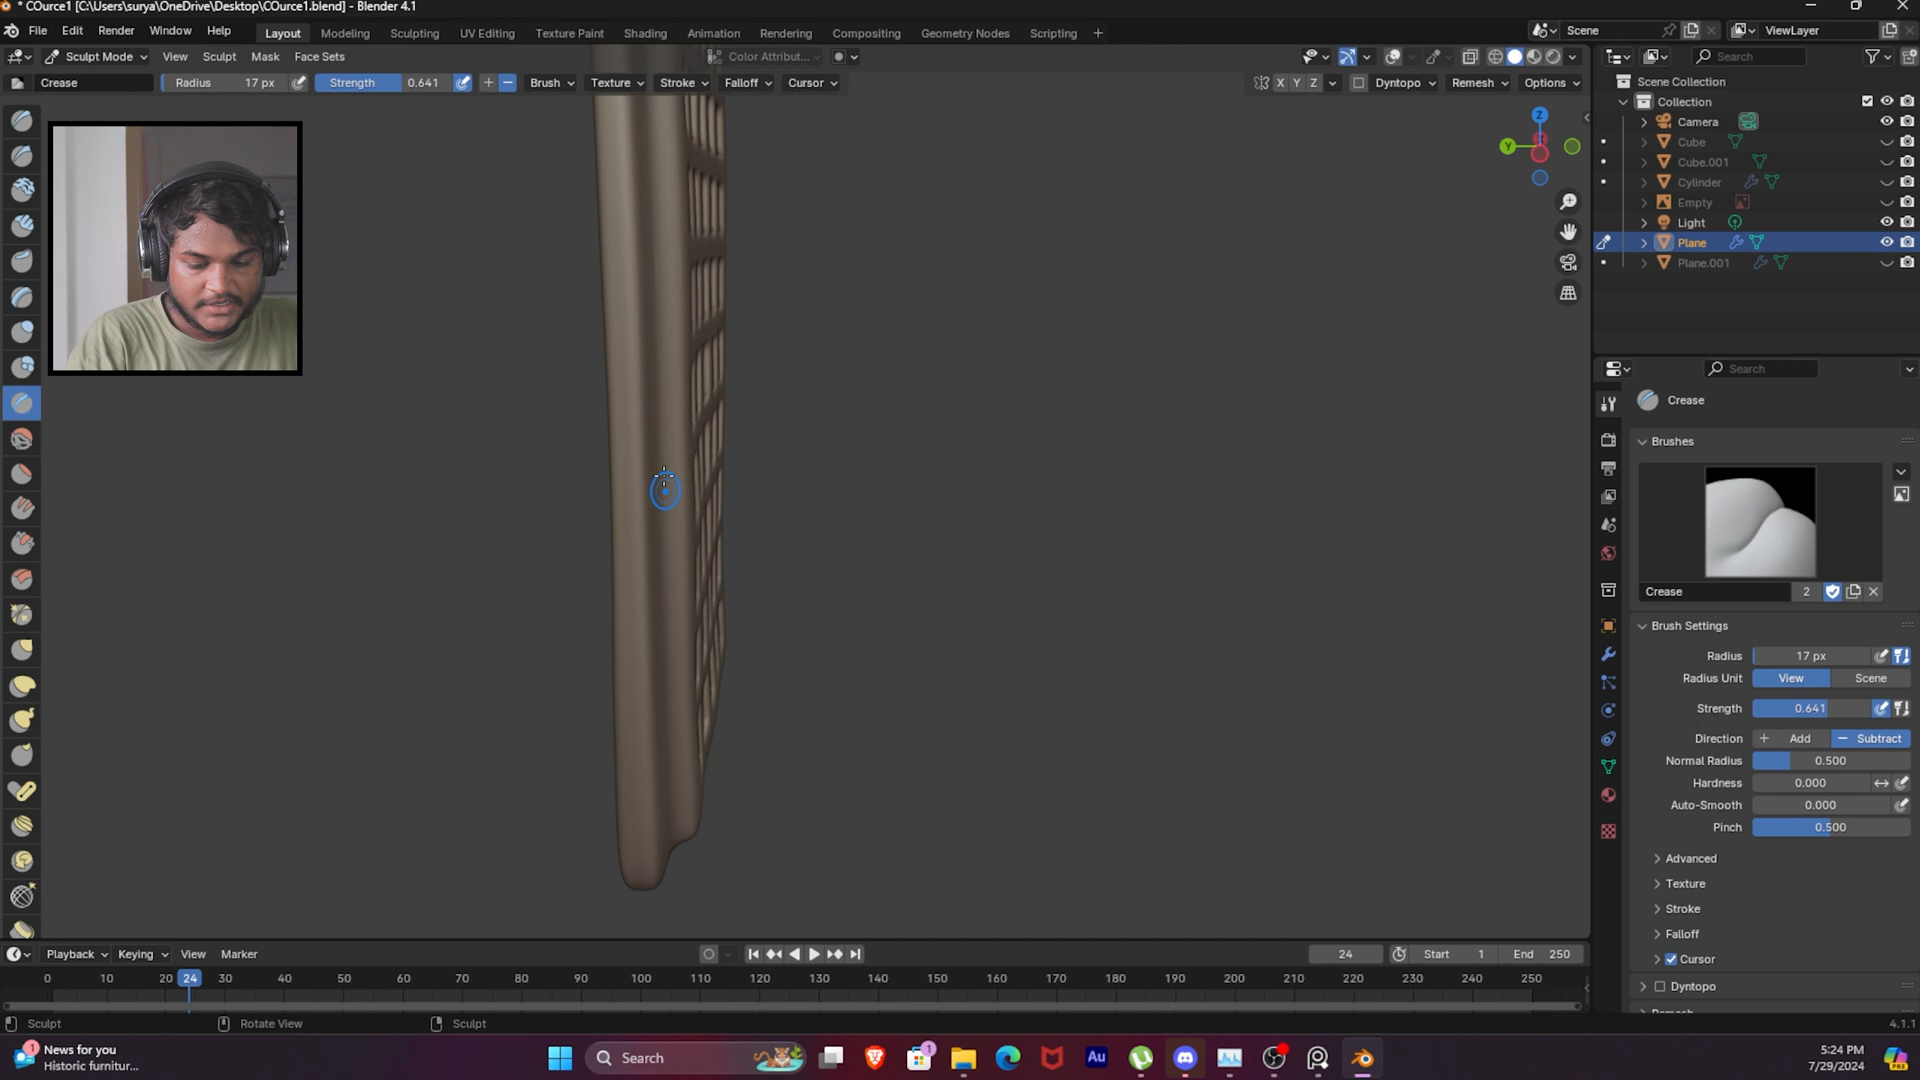 * COurce1 [C:\Users\surya\OneDrive\Desktop\COurce1.blend] - Blender 4.1
File Edit Render Window Help Layout Modeling Sculpting UV Editing Texture Paint Shading Animation Rendering Compositing Geometry Nodes Scripting + Scene ViewLayer
Sculpt Mode View Sculpt Mask Face Sets Color Attribut... Search
Crease Radius 17 px Strength 0.641 Brush Texture Stroke Falloff Cursor X Y Z Dyntopo Remesh Options
Scene Collection
Collection
Camera
Cube
Cube.001
Cylinder
Empty
Light
Plane
Plane.001
Z
Y
Search
Crease
Brushes
Crease 2
Brush Settings
Radius 17 px
Radius Unit View Scene
Strength 0.641
Direction + Add − Subtract
Normal Radius 0.500
Hardness 0.000
Auto-Smooth 0.000
Pinch 0.500
Advanced
Texture
Stroke
Falloff
Cursor
Dyntopo
Remesh
Playback Keying View Marker 24 Start 1 End 250
0 10 20 24 30 40 50 60 70 80 90 100 110 120 130 140 150 160 170 180 190 200 210 220 230 240 250
Sculpt Rotate View Sculpt 4.1.1
1 News for you
Historic furnitur...
Search
1
Au
5:24 PM
7/29/2024
PRE